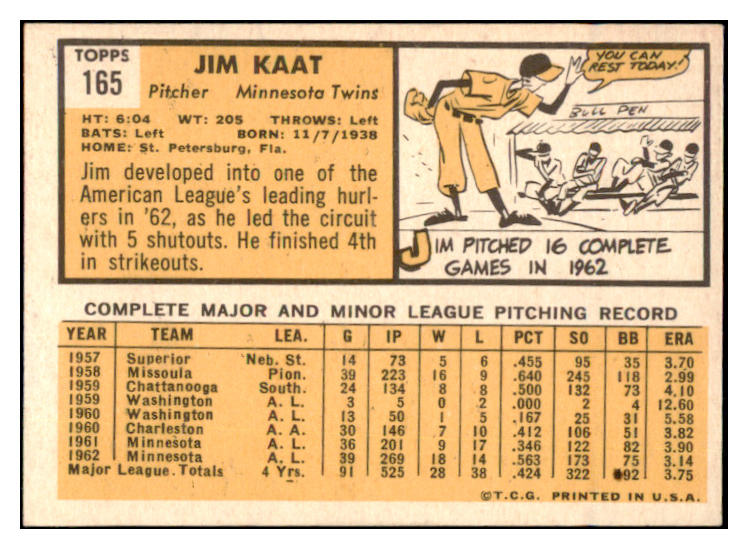 TOPPS
165
JIM KAAT
Pitcher Minnesota Twins
HT: 6:04 WT: 205 THROWS: Left
BATS: Left BORN: 11/7/1938
HOME: St. Petersburg, Fla.
Jim developed into one of the
American League's leading hurl-
ers in '62, as he led the circuit
with 5 shutouts. He finished 4th
in strikeouts.
YOU CAN
REST TODAY!
BULL PEN
JIM PITCHED 16 COMPLETE
GAMES IN 1962
COMPLETE MAJOR AND MINOR LEAGUE PITCHING RECORD
YEAR TEAM LEA. G IP W L PCT SO BB ERA
1957 Superior Neb. St. 14 73 5 6 .455 95 35 3.70
1958 Missoula Pion. 39 223 16 9 .640 245 118 2.99
1959 Chattanooga South. 24 134 8 8 .500 132 73 4.10
1959 Washington A. L. 3 5 0 2 .000 2 4 12.60
1960 Washington A. L. 13 50 1 5 .167 25 31 5.58
1960 Charleston A. A. 30 146 7 10 .412 106 51 3.82
1961 Minnesota A. L. 36 201 9 17 .346 122 82 3.90
1962 Minnesota A. L. 39 269 18 14 .563 173 75 3.14
Major League Totals 4 Yrs. 91 525 28 38 .424 322 192 3.75
©T.C.G. PRINTED IN U.S.A.